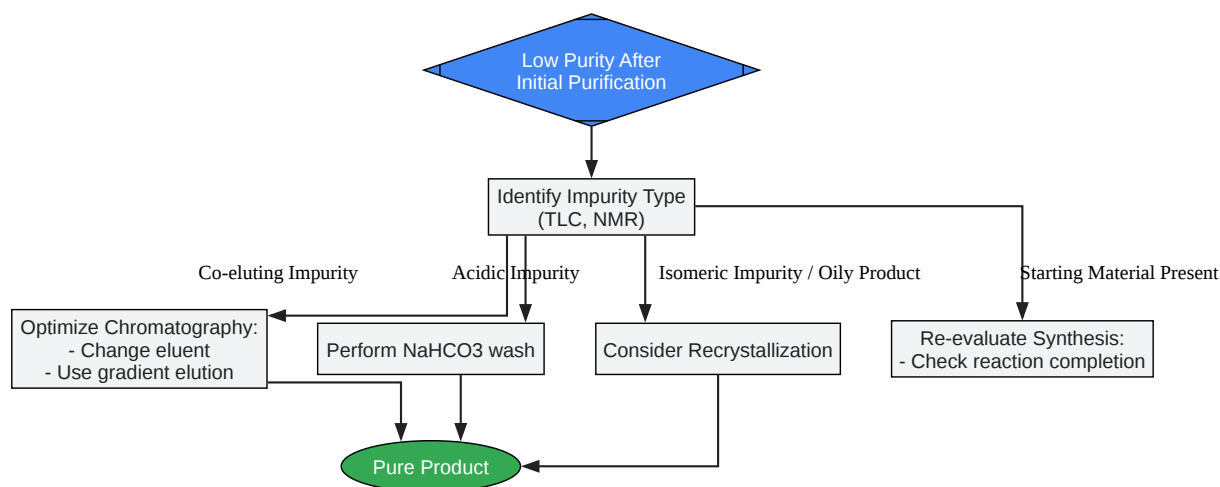 Low Purity After
Initial Purification
Identify Impurity Type
(TLC, NMR)
Co-eluting Impurity
Acidic Impurity
Isomeric Impurity / Oily Product
Starting Material Present
Optimize Chromatography:
- Change eluent
- Use gradient elution
Perform NaHCO3 wash
Consider Recrystallization
Re-evaluate Synthesis:
- Check reaction completion
Pure Product